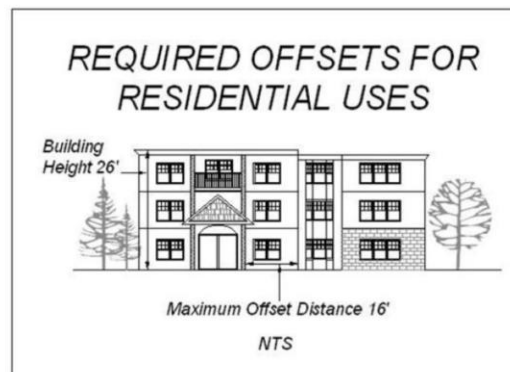 REQUIRED OFFSETS FOR
RESIDENTIAL USES
Building
Height 26'
Maximum Offset Distance 16'
NTS